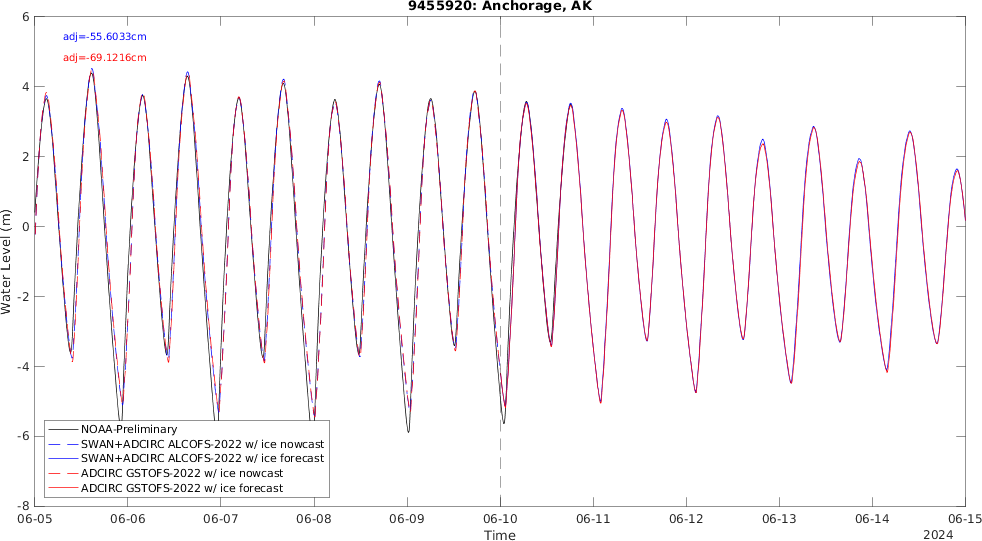 9455920: Anchorage, AK
adj=-55.6033cm
adj=-69.1216cm
6
4
2
0
-2
-4
-6
-8
Water Level (m)
NOAA-Preliminary
SWAN+ADCIRC ALCOFS-2022 w/ ice nowcast
SWAN+ADCIRC ALCOFS-2022 w/ ice forecast
ADCIRC GSTOFS-2022 w/ ice nowcast
ADCIRC GSTOFS-2022 w/ ice forecast
06-05 06-06 06-07 06-08 06-09 06-10 06-11 06-12 06-13 06-14 06-15
Time
2024